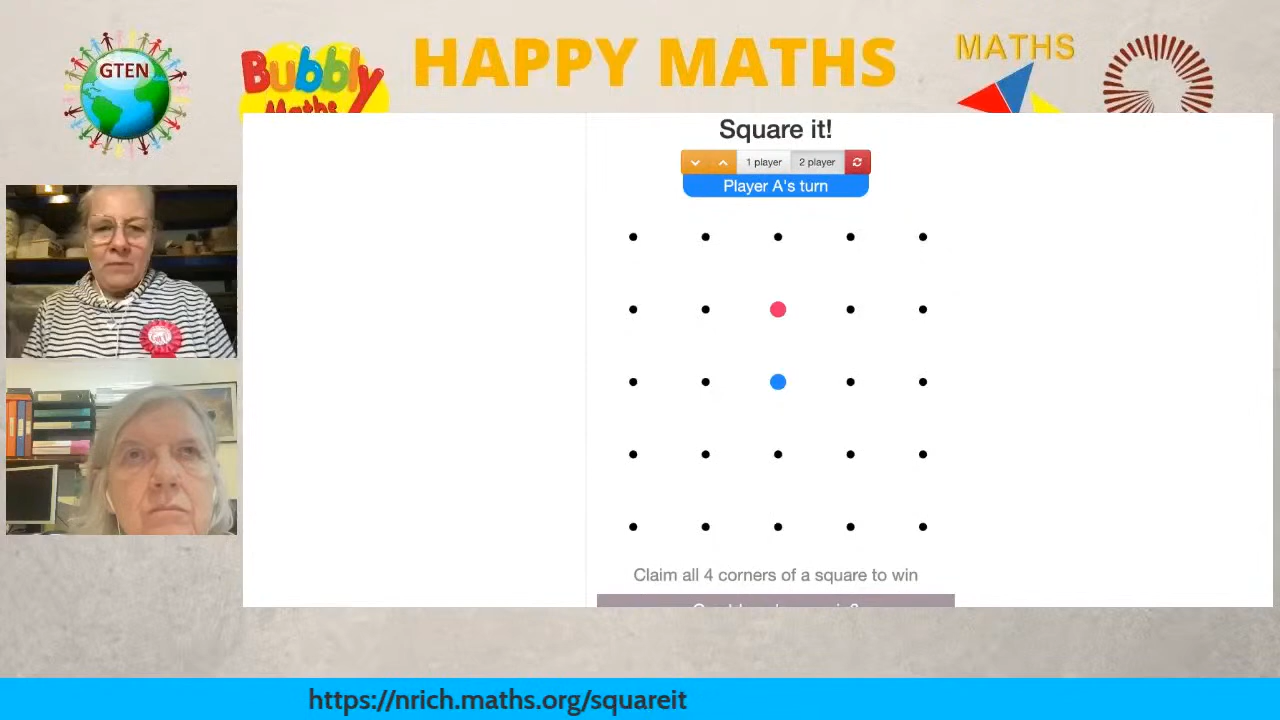 GTEN
Bubbly
Maths
HAPPY MATHS
MATHS
Square it!
1 player
2 player
Player A's turn
Claim all 4 corners of a square to win
https://nrich.maths.org/squareit